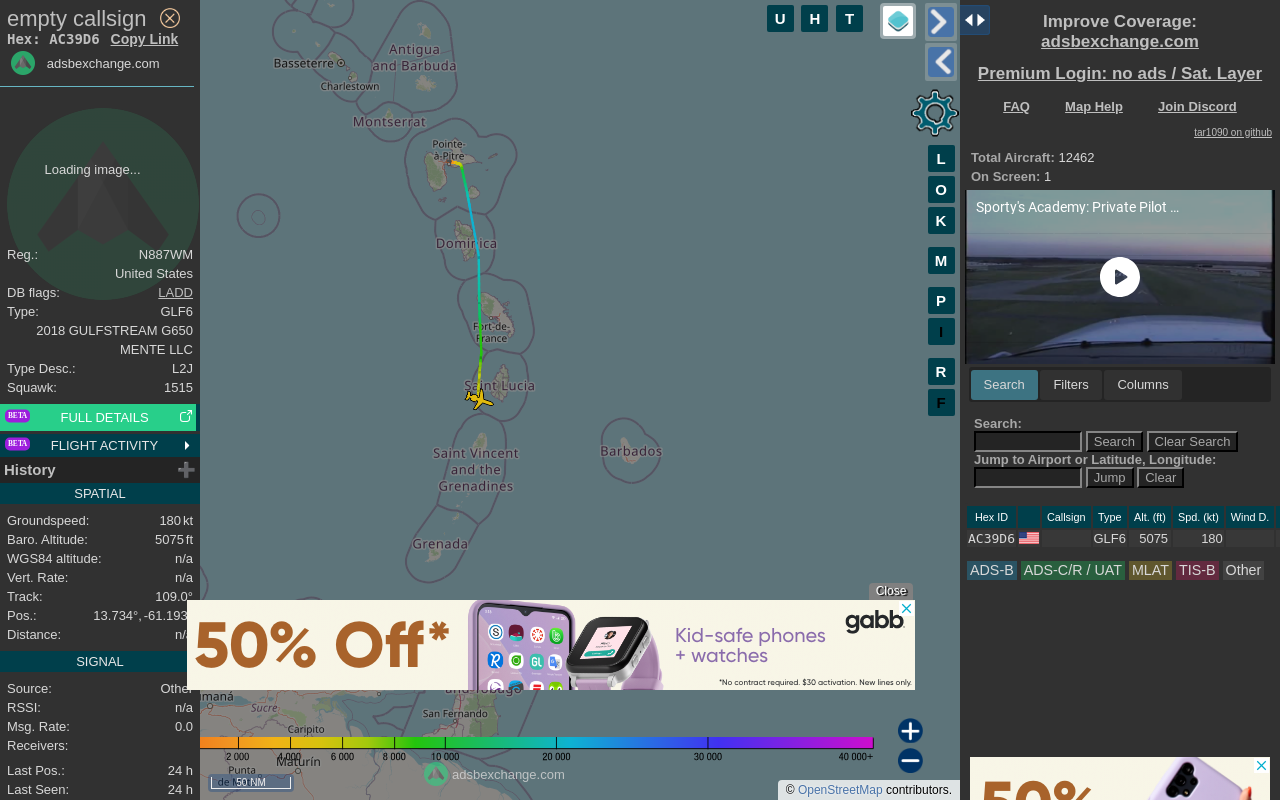 empty callsign
Hex: AC39D6 Copy Link
adsbexchange.com
Loading image...
Reg.: N887WM
United States
DB flags: LADD
Type: GLF6
2018 GULFSTREAM G650
MENTE LLC
Type Desc.: L2J
Squawk: 1515
BETA FULL DETAILS
BETA FLIGHT ACTIVITY
History
SPATIAL
Groundspeed: 180 kt
Baro. Altitude: 5075 ft
WGS84 altitude: n/a
Vert. Rate: n/a
Track: 109.0°
Pos.: 13.734°, -61.193°
Distance: n/a
SIGNAL
Source: Other
RSSI: n/a
Msg. Rate: 0.0
Receivers:
Last Pos.: 24 h
Last Seen: 24 h
U H T
L
O
K
M
P
I
R
F
Antigua
and Barbuda
Basseterre
Charlestown
Montserrat
Pointe-
à-Pitre
Dominica
Fort-de-
France
Saint Lucia
Saint Vincent
and the
Grenadines
Barbados
Grenada
Close
50% Off*
Kid-safe phones
+ watches
gabb
*No contract required. $30 activation. New lines only.
and Tobago
Sucre
San Fernando
Caripito
Maturín
Punta
2 000 4 000 6 000 8 000 10 000 20 000 30 000 40 000+
50 NM
adsbexchange.com
© OpenStreetMap contributors.
Improve Coverage:
adsbexchange.com
Premium Login: no ads / Sat. Layer
FAQ Map Help Join Discord
tar1090 on github
Total Aircraft: 12462
On Screen: 1
Sporty's Academy: Private Pilot ...
Search Filters Columns
Search:
Search Clear Search
Jump to Airport or Latitude, Longitude:
Jump Clear
Hex ID Callsign Type Alt. (ft) Spd. (kt) Wind D.
AC39D6 GLF6 5075 180
ADS-B ADS-C/R / UAT MLAT TIS-B Other
50%